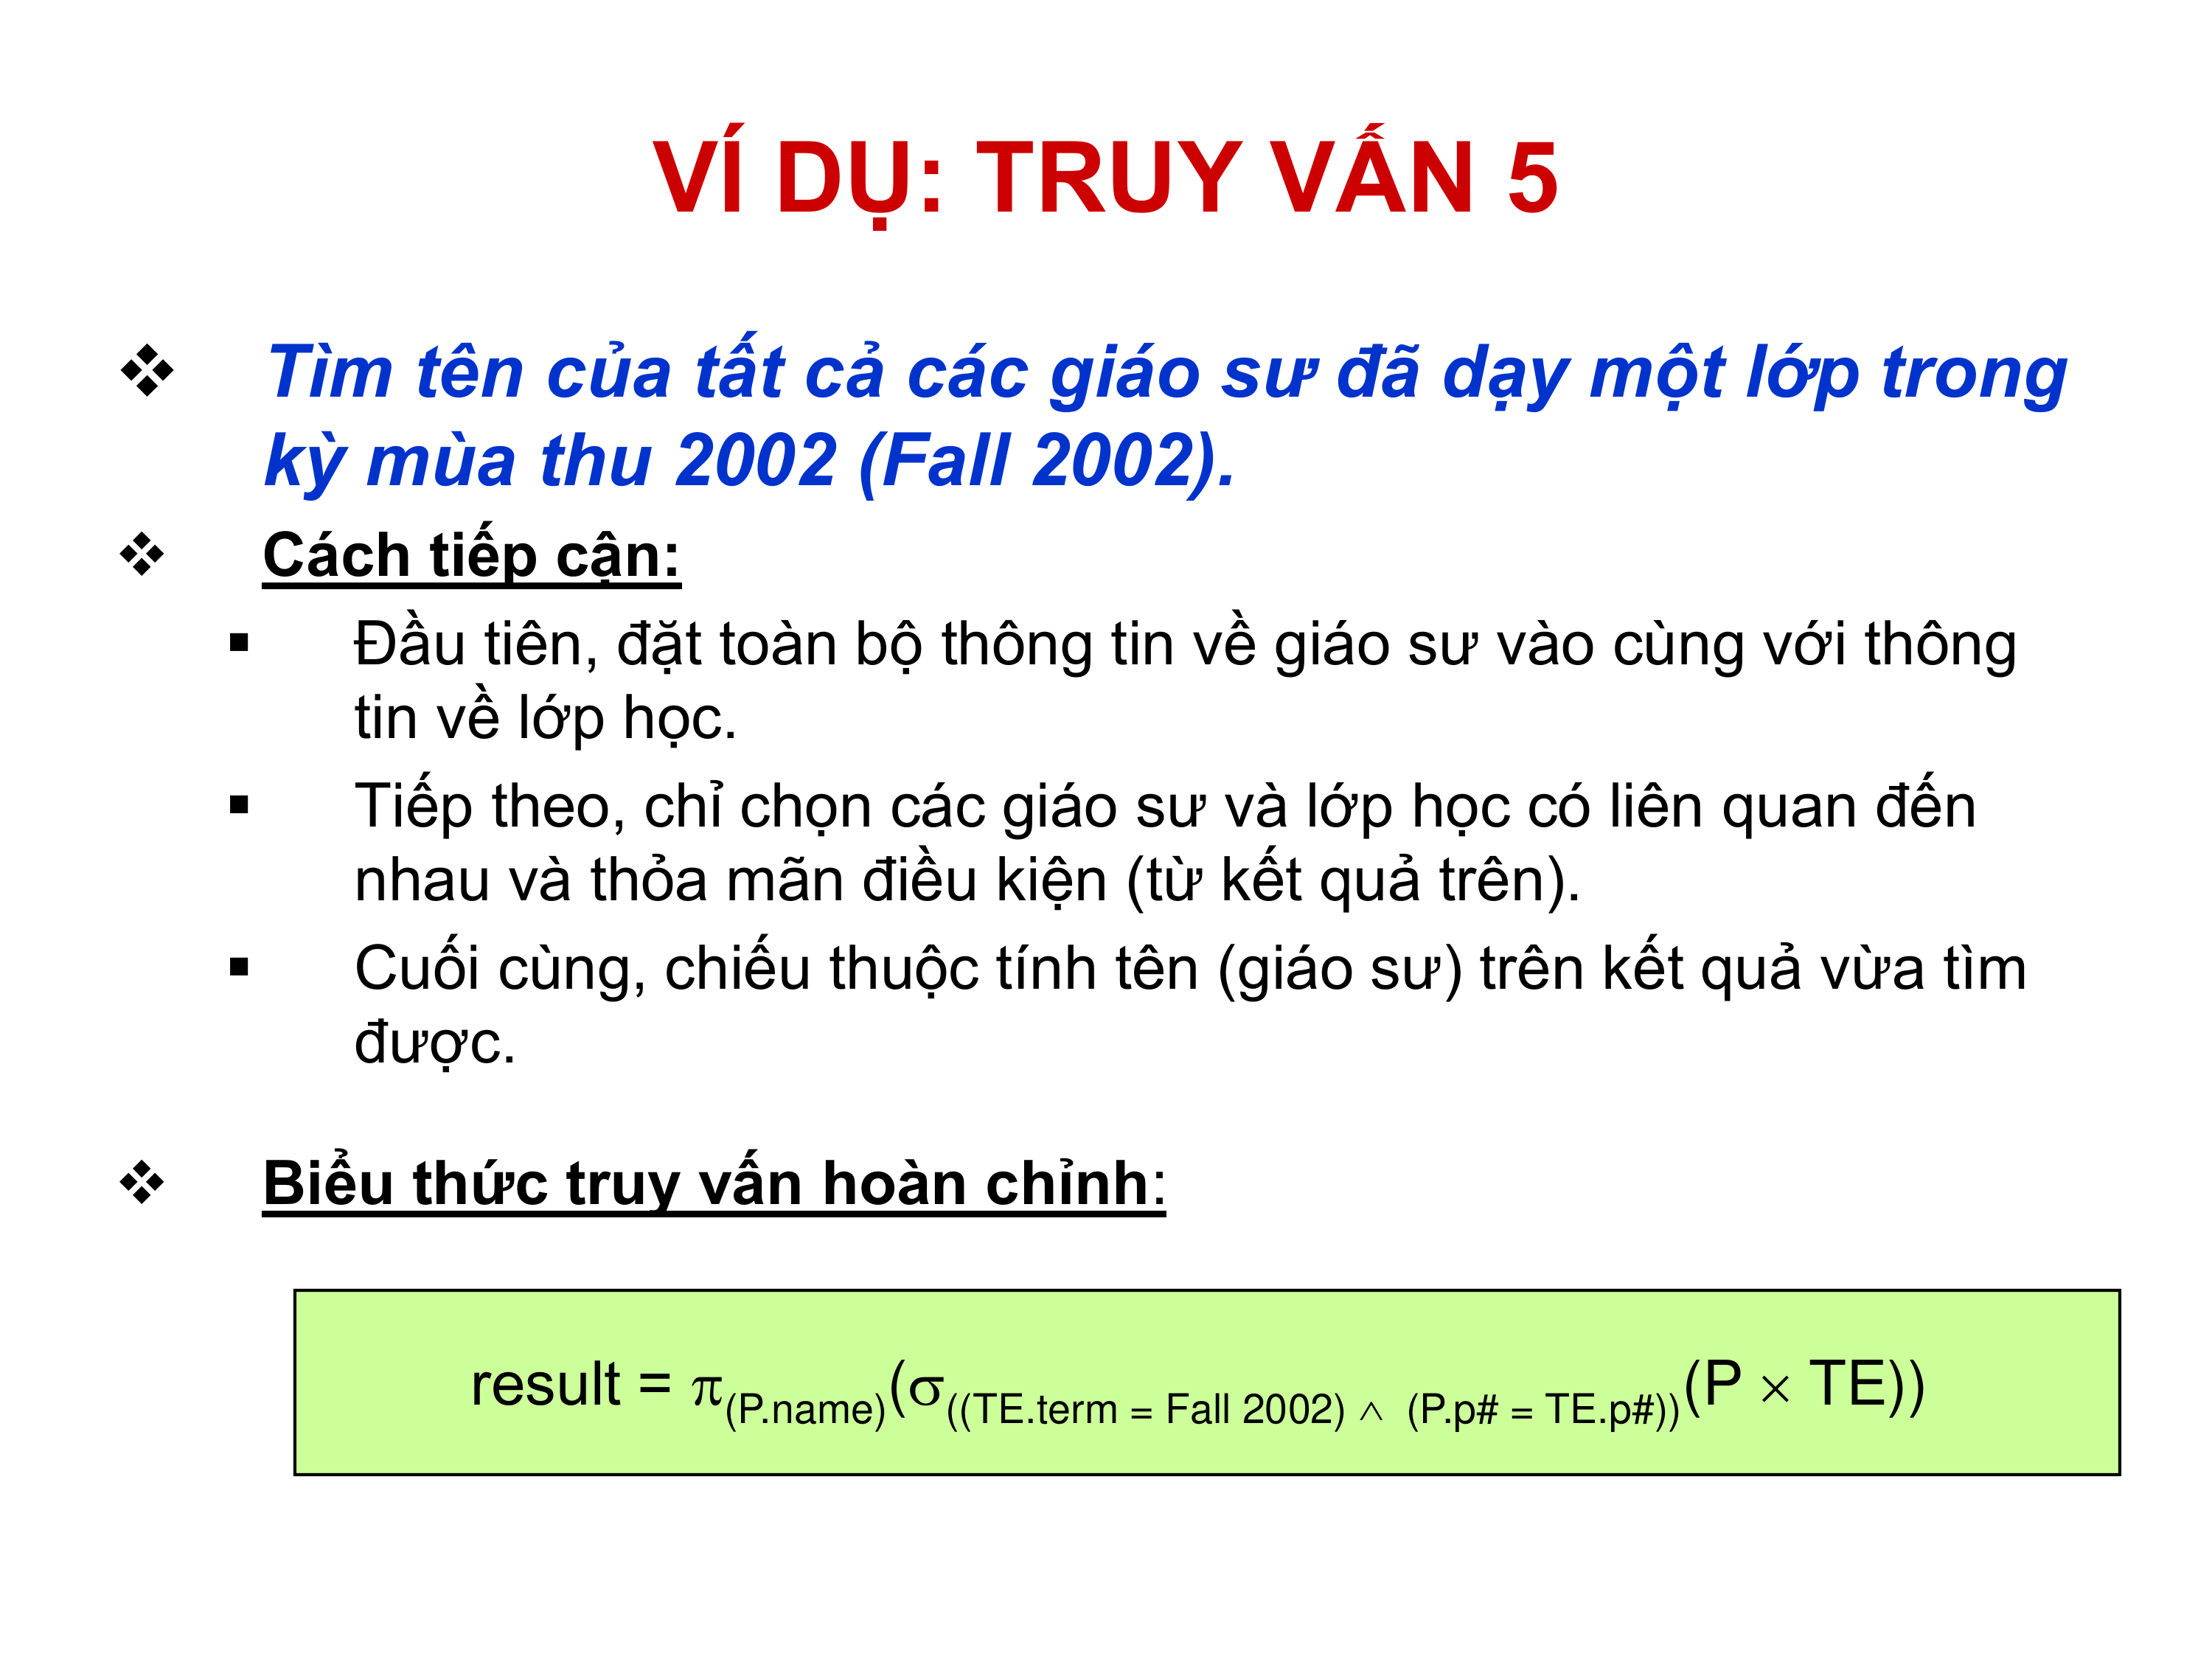 VÍ DỤ: TRUY VẤN 5
❖ Tìm tên của tất cả các giáo sư đã dạy một lớp trong
kỳ mùa thu 2002 (Fall 2002).
❖ Cách tiếp cận:
▪ Đầu tiên, đặt toàn bộ thông tin về giáo sư vào cùng với thông
tin về lớp học.
▪ Tiếp theo, chỉ chọn các giáo sư và lớp học có liên quan đến
nhau và thỏa mãn điều kiện (từ kết quả trên).
▪ Cuối cùng, chiếu thuộc tính tên (giáo sư) trên kết quả vừa tìm
được.
❖ Biểu thức truy vấn hoàn chỉnh:
result = π(P.name)(σ((TE.term = Fall 2002) ∧ (P.p# = TE.p#))(P × TE))